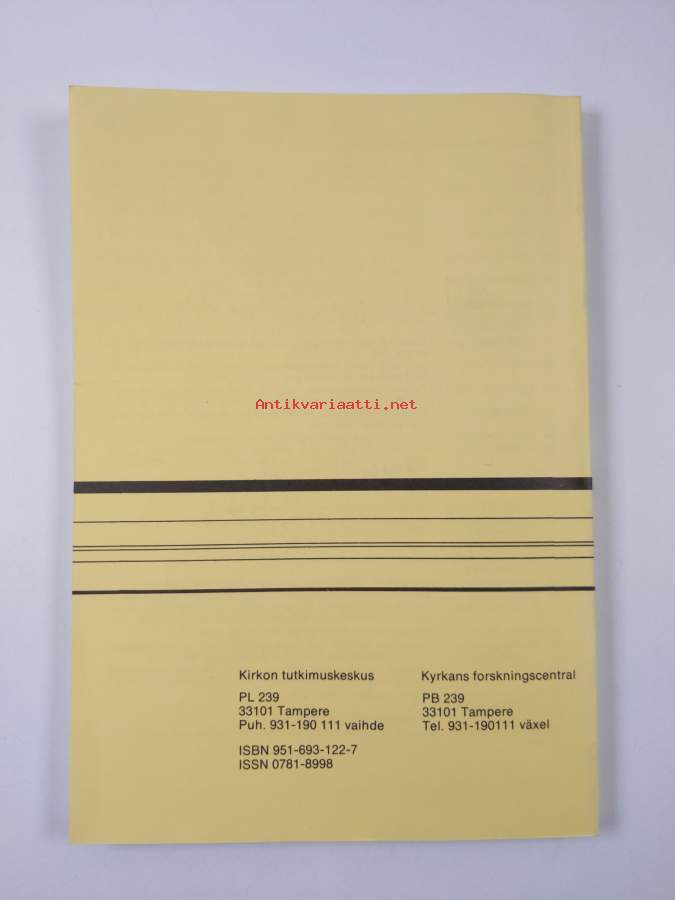 Antikvariaatti.net
Kirkon tutkimuskeskus
PL 239
33101 Tampere
Puh. 931-190 111 vaihde
ISBN 951-693-122-7
ISSN 0781-8998
Kyrkans forskningscentral
PB 239
33101 Tampere
Tel. 931-190111 växel